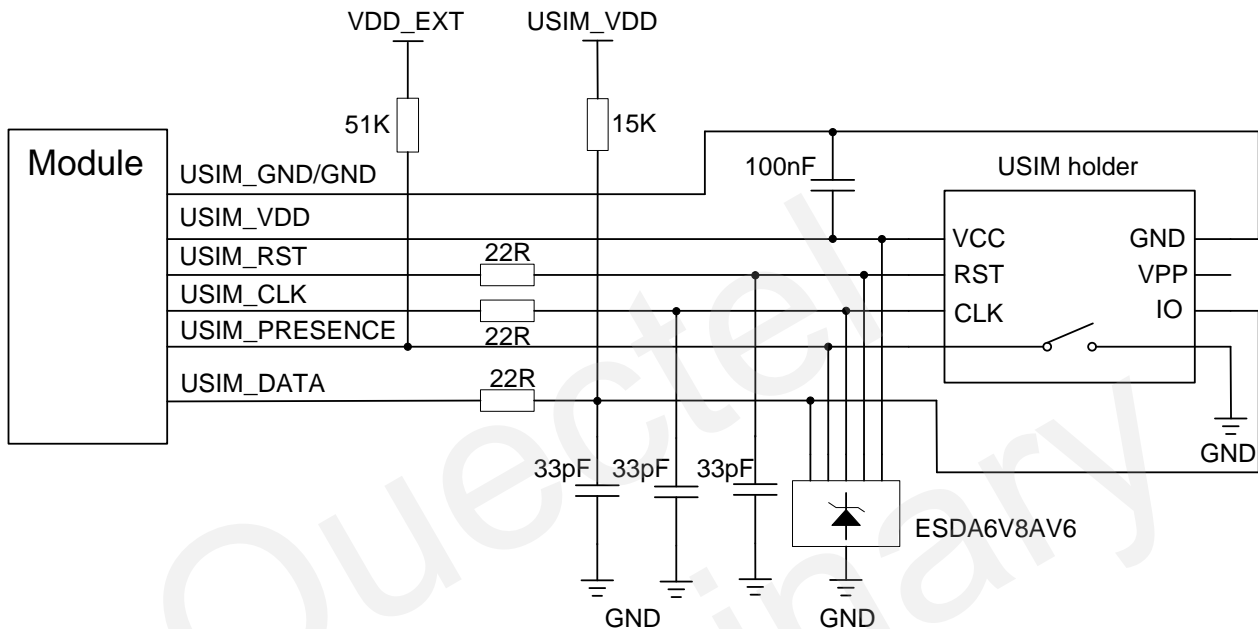 VDD_EXT
USIM_VDD
51K
15K
Module
USIM_GND/GND
100nF
USIM holder
USIM_VDD
VCC
GND
USIM_RST
22R
RST
VPP
USIM_CLK
CLK
IO
USIM_PRESENCE
22R
USIM_DATA
22R
GND
33pF
33pF
33pF
ESDA6V8AV6
GND
GND
Quectel
inary